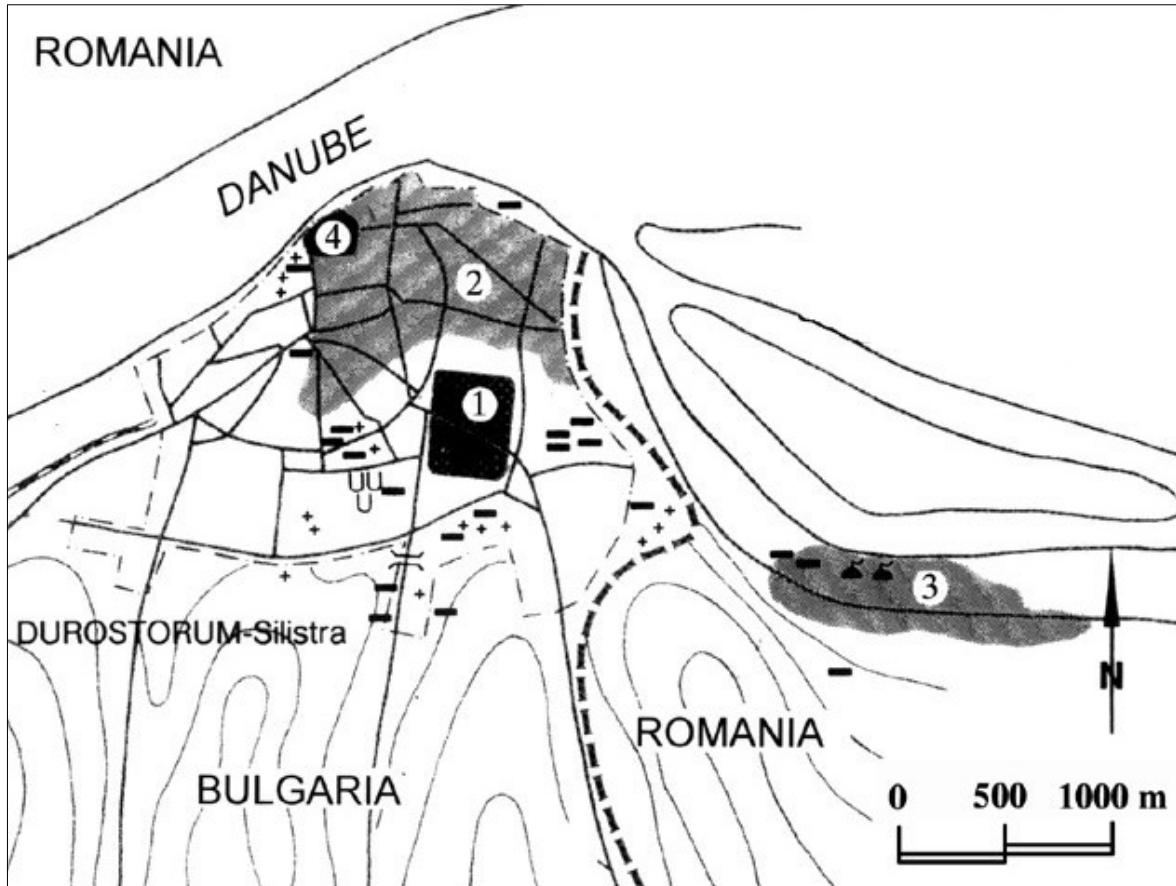 ROMANIA
DANUBE
4
2
1
3
DUROSTORUM-Silistra
N
ROMANIA
BULGARIA
0 500 1000 m